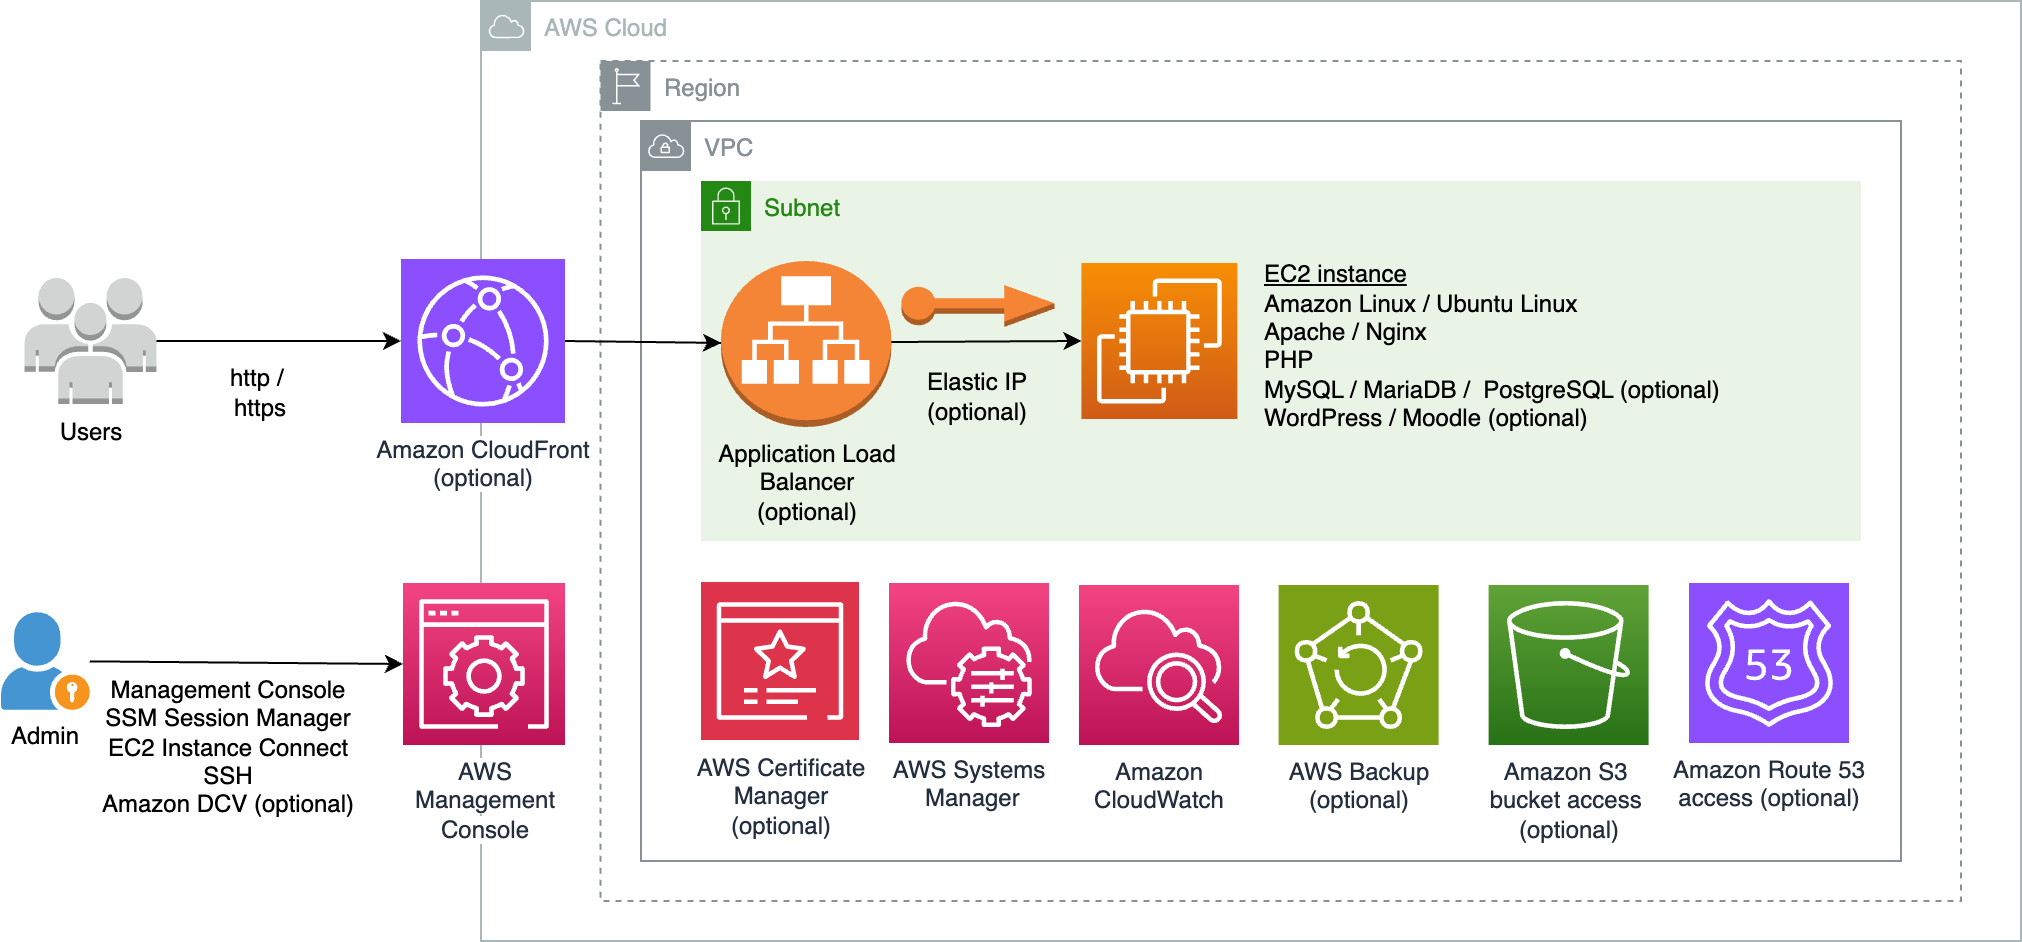 AWS Cloud
Region
VPC
Subnet
Users
http /
https
Amazon CloudFront
(optional)
Application Load
Balancer
(optional)
Elastic IP
(optional)
EC2 instance
Amazon Linux / Ubuntu Linux
Apache / Nginx
PHP
MySQL / MariaDB /  PostgreSQL (optional)
WordPress / Moodle (optional)
Admin
Management Console
SSM Session Manager
EC2 Instance Connect
SSH
Amazon DCV (optional)
AWS
Management
Console
AWS Certificate
Manager
(optional)
AWS Systems
Manager
Amazon
CloudWatch
AWS Backup
(optional)
Amazon S3
bucket access
(optional)
53
Amazon Route 53
access (optional)